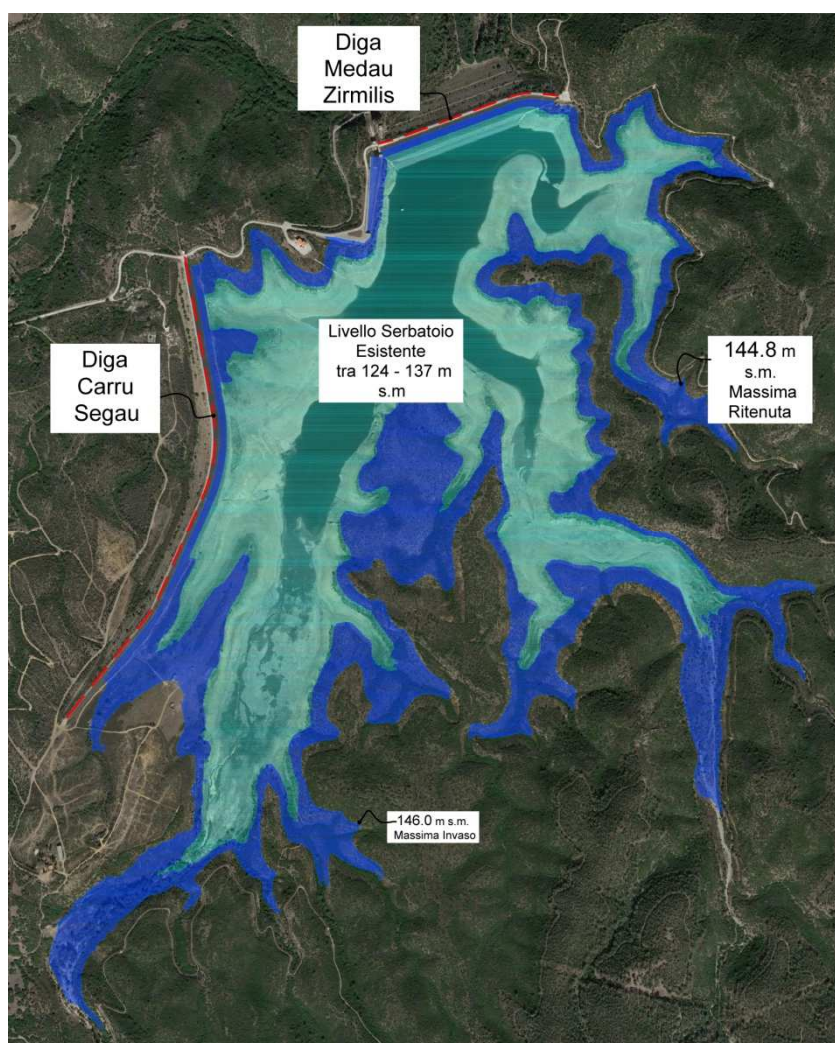 Diga
Medau
Zirmilis
Livello Serbatoio
Esistente
tra 124 - 137 m
s.m
Diga
Carru
Segau
144.8 m
s.m.
Massima
Ritenuta
146.0 m s.m.
Massima Invaso